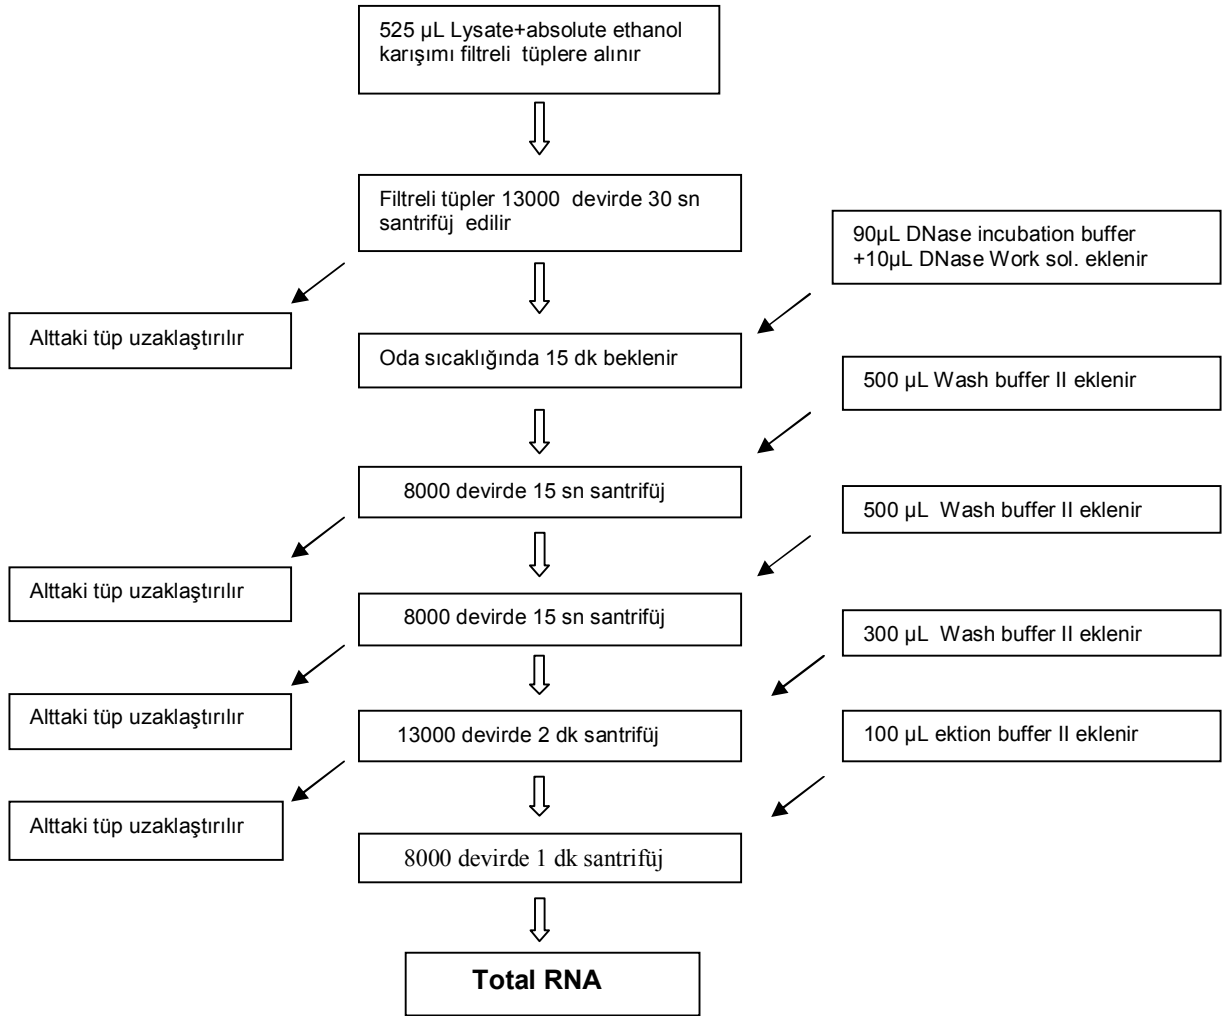 525 µL Lysate+absolute ethanol
karışımı filtreli tüplere alınır
Filtreli tüpler 13000 devirde 30 sn
santrifüj edilir
90µL DNase incubation buffer
+10µL DNase Work sol. eklenir
Alttaki tüp uzaklaştırılır
Oda sıcaklığında 15 dk beklenir
500 µL Wash buffer II eklenir
8000 devirde 15 sn santrifüj
500 µL Wash buffer II eklenir
Alttaki tüp uzaklaştırılır
8000 devirde 15 sn santrifüj
300 µL Wash buffer II eklenir
Alttaki tüp uzaklaştırılır
13000 devirde 2 dk santrifüj
100 µL ektion buffer II eklenir
Alttaki tüp uzaklaştırılır
8000 devirde 1 dk santrifüj
Total RNA